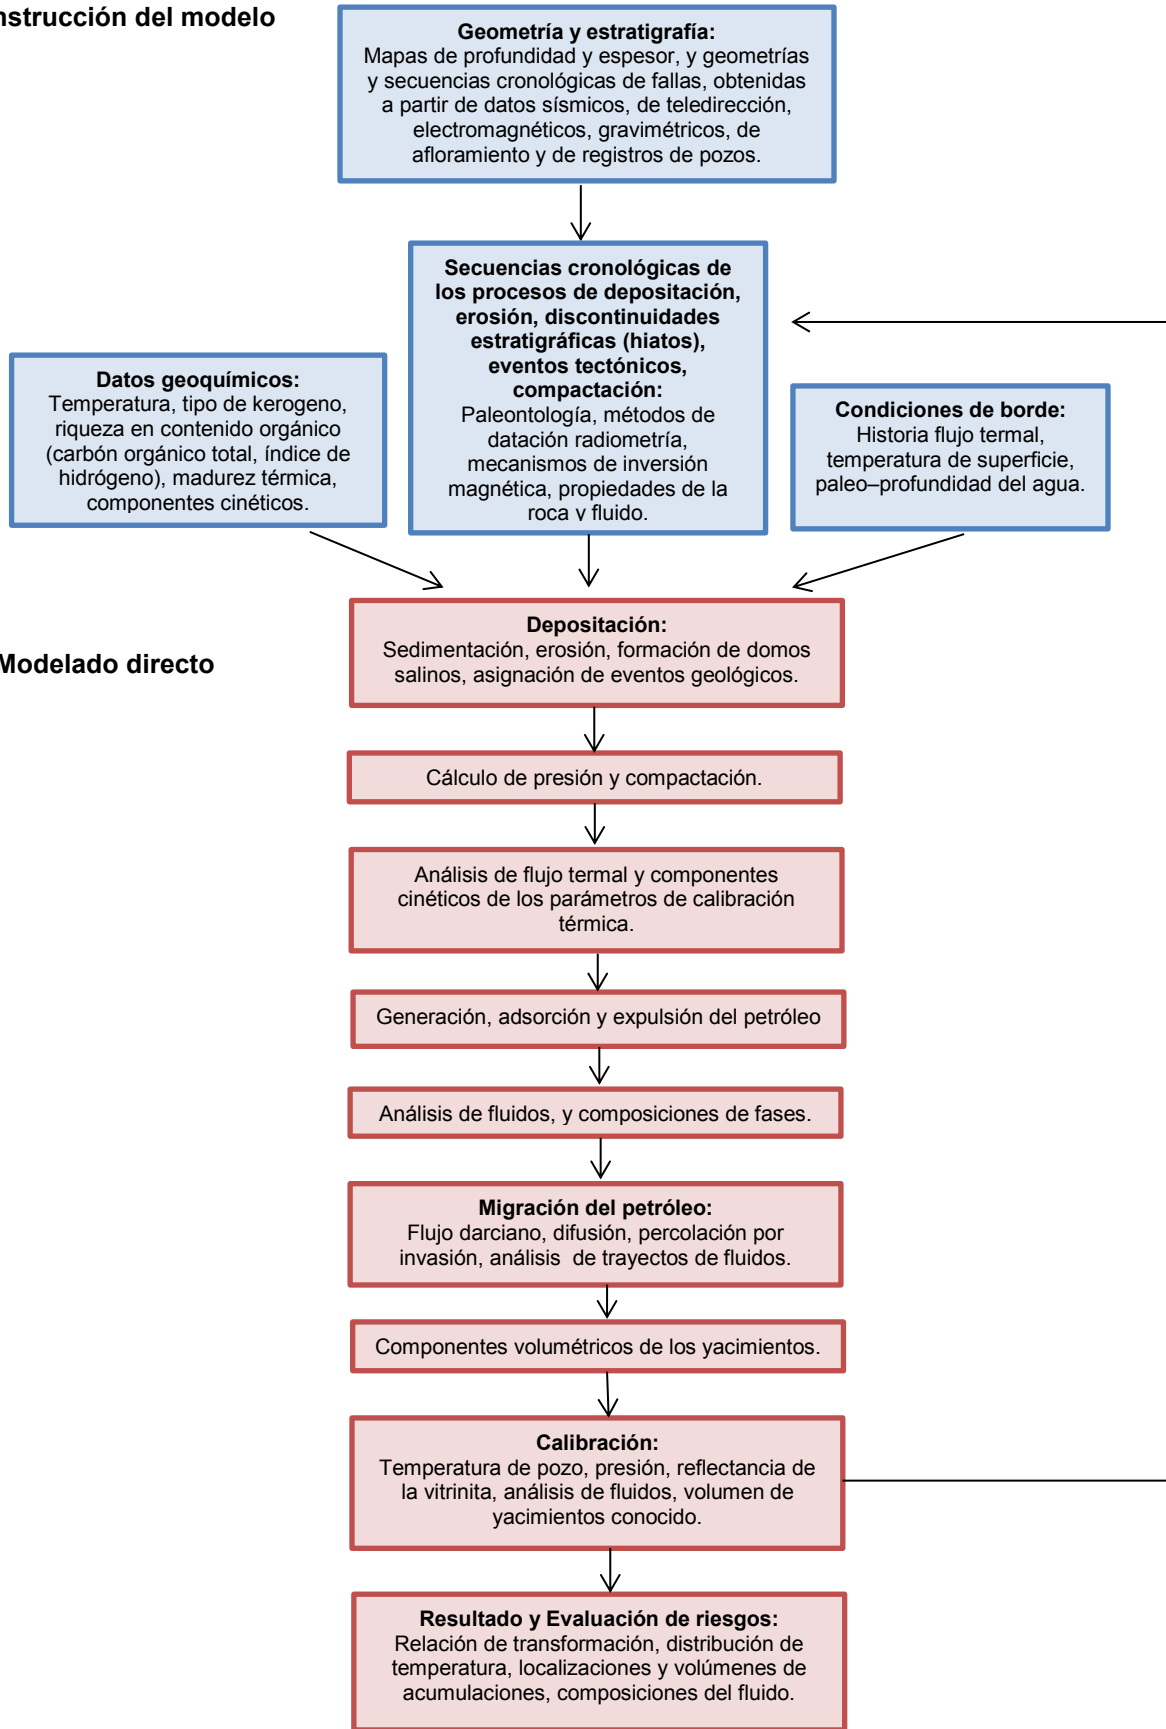 nstrucción del modelo
Geometría y estratigrafía:
Mapas de profundidad y espesor, y geometrías
y secuencias cronológicas de fallas, obtenidas
a partir de datos sísmicos, de teledirección,
electromagnéticos, gravimétricos, de
afloramiento y de registros de pozos.
Secuencias cronológicas de
los procesos de depositación,
erosión, discontinuidades
estratigráficas (hiatos),
eventos tectónicos,
compactación:
Paleontología, métodos de
datación radiometría,
mecanismos de inversión
magnética, propiedades de la
roca y fluido.
Datos geoquímicos:
Temperatura, tipo de kerogeno,
riqueza en contenido orgánico
(carbón orgánico total, índice de
hidrógeno), madurez térmica,
componentes cinéticos.
Condiciones de borde:
Historia flujo termal,
temperatura de superficie,
paleo–profundidad del agua.
Modelado directo
Depositación:
Sedimentación, erosión, formación de domos
salinos, asignación de eventos geológicos.
Cálculo de presión y compactación.
Análisis de flujo termal y componentes
cinéticos de los parámetros de calibración
térmica.
Generación, adsorción y expulsión del petróleo
Análisis de fluidos, y composiciones de fases.
Migración del petróleo:
Flujo darciano, difusión, percolación por
invasión, análisis de trayectos de fluidos.
Componentes volumétricos de los yacimientos.
Calibración:
Temperatura de pozo, presión, reflectancia de
la vitrinita, análisis de fluidos, volumen de
yacimientos conocido.
Resultado y Evaluación de riesgos:
Relación de transformación, distribución de
temperatura, localizaciones y volúmenes de
acumulaciones, composiciones del fluido.